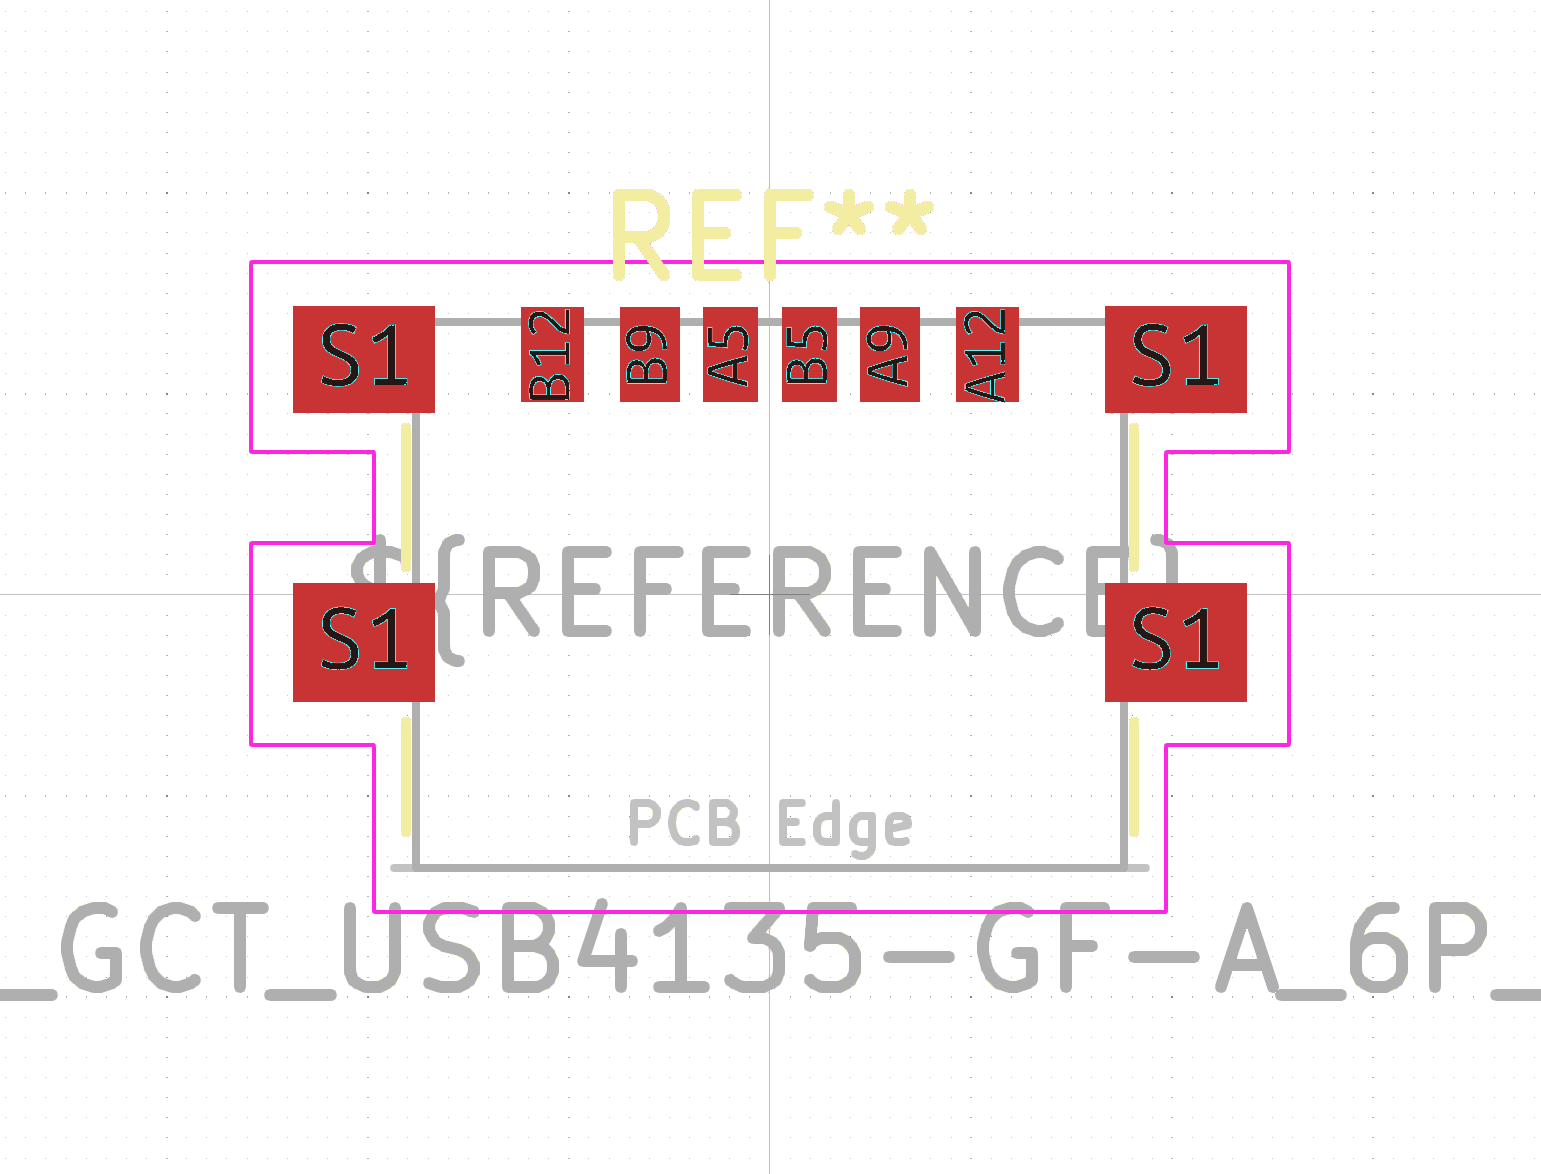 REF**
S1 B12 B9 A5 B5 A9 A12 S1
${REFERENCE}
S1 S1
PCB Edge
_GCT_USB4135-GF-A_6P_